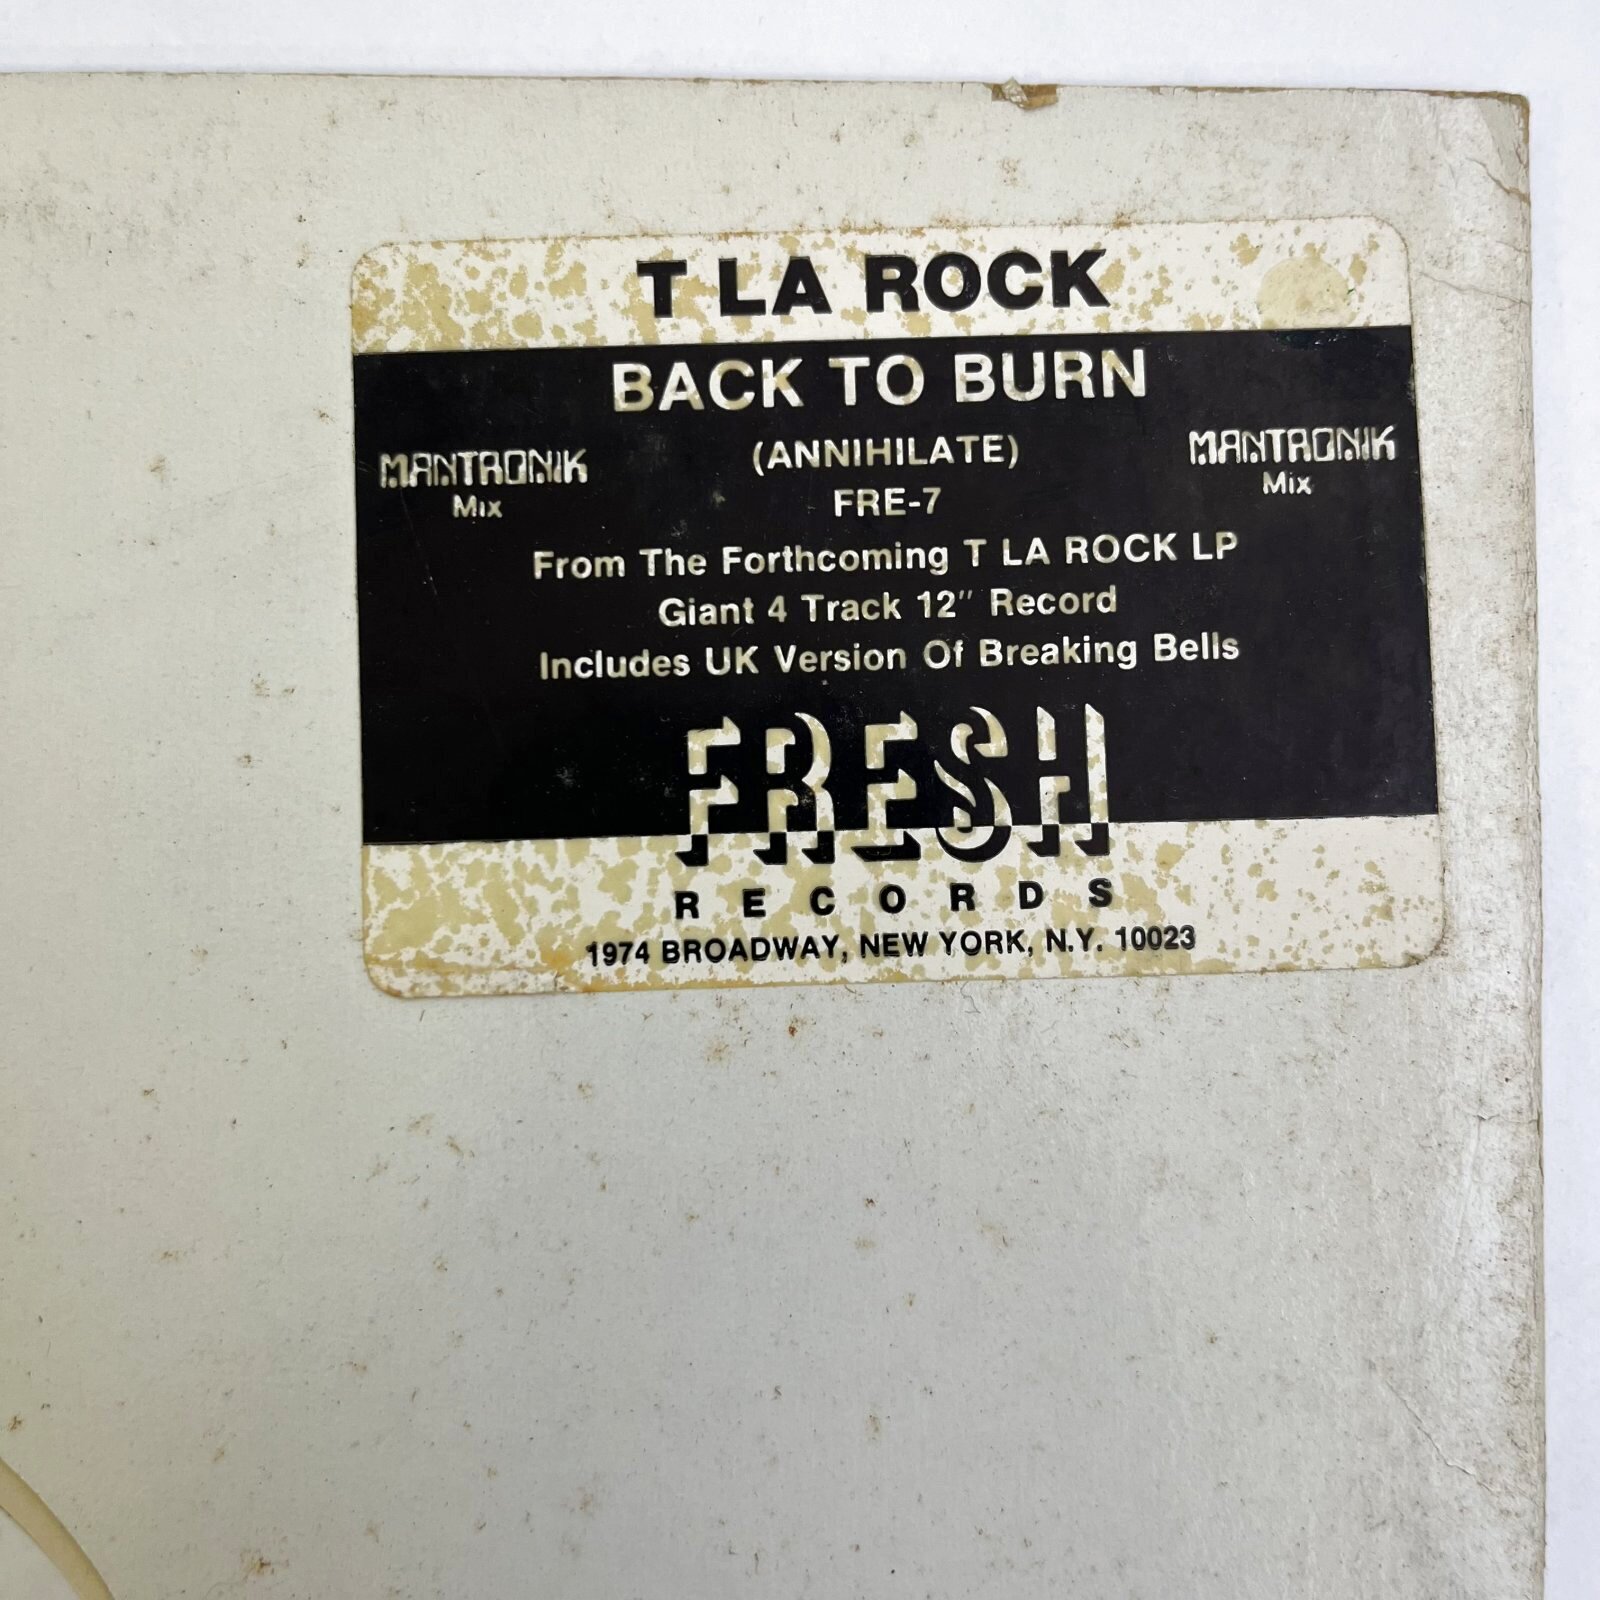 T LA ROCK
BACK TO BURN
MANTRONIK
Mix
(ANNIHILATE)
FRE-7
MANTRONIK
Mix
From The Forthcoming T LA ROCK LP
Giant 4 Track 12" Record
Includes UK Version Of Breaking Bells
FRESH
RECORDS
1974 BROADWAY, NEW YORK, N.Y. 10023